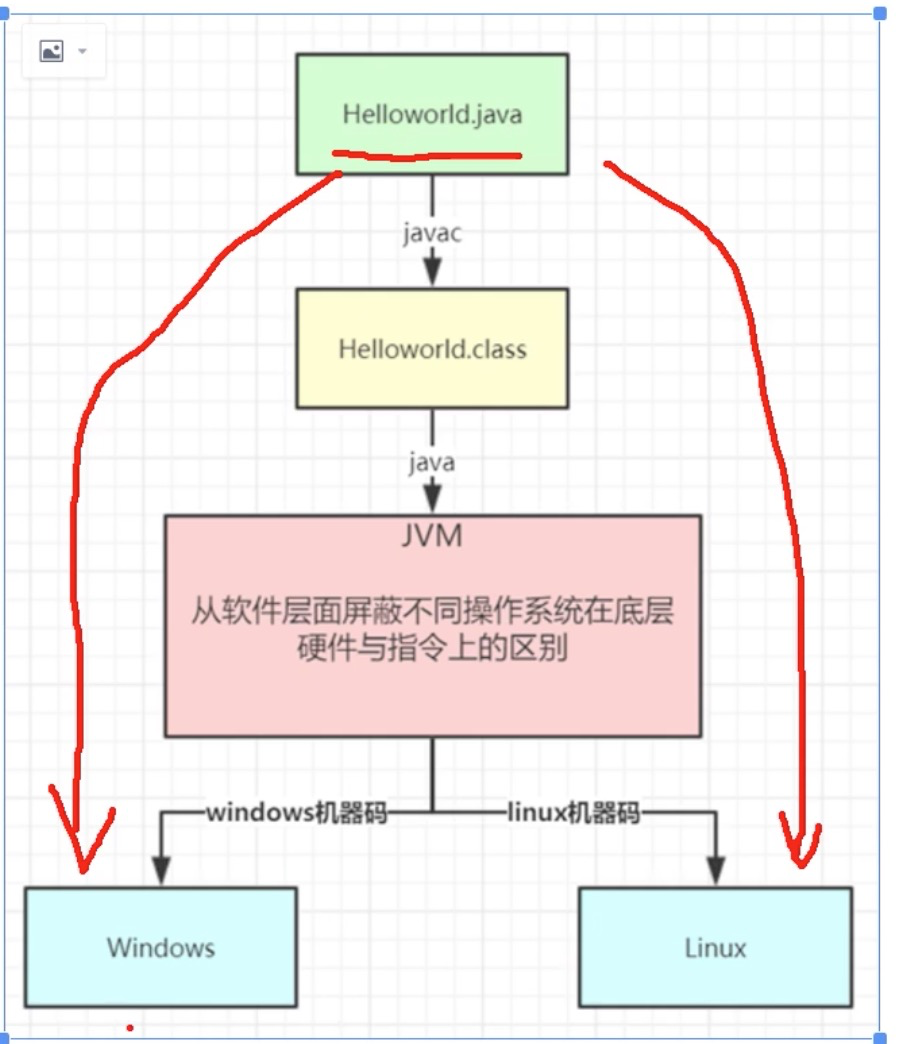 Helloworld.java
javac
Helloworld.class
java
JVM
从软件层面屏蔽不同操作系统在底层
硬件与指令上的区别
windows机器码
linux机器码
Windows
Linux